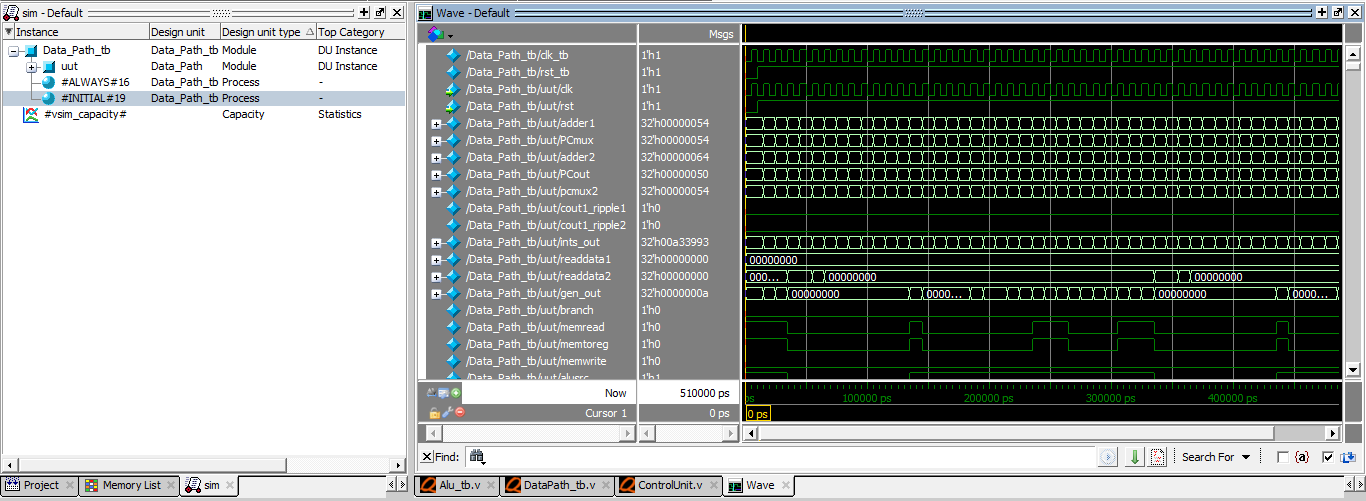 sim - Default
Instance Design unit Design unit type Top Category
Data_Path_tb Data_Path_tb Module DU Instance
uut Data_Path Module DU Instance
#ALWAYS#16 Data_Path_tb Process -
#INITIAL#19 Data_Path_tb Process -
#vsim_capacity# Capacity Statistics
Project Memory List sim
Wave - Default
Msgs
/Data_Path_tb/clk_tb 1'h1
/Data_Path_tb/rst_tb 1'h1
/Data_Path_tb/uut/clk 1'h1
/Data_Path_tb/uut/rst 1'h1
/Data_Path_tb/uut/adder1 32'h00000054
/Data_Path_tb/uut/PCmux 32'h00000054
/Data_Path_tb/uut/adder2 32'h00000064
/Data_Path_tb/uut/PCout 32'h00000050
/Data_Path_tb/uut/pcmux2 32'h00000054
/Data_Path_tb/uut/cout1_ripple1 1'h0
/Data_Path_tb/uut/cout1_ripple2 1'h0
/Data_Path_tb/uut/ints_out 32'h00a33993
/Data_Path_tb/uut/readdata1 32'h00000000 00000000
/Data_Path_tb/uut/readdata2 32'h00000000 000... 00000000 00000000
/Data_Path_tb/uut/gen_out 32'h0000000a 00000000 0000... 00000000 0000...
/Data_Path_tb/uut/branch 1'h0
/Data_Path_tb/uut/memread 1'h0
/Data_Path_tb/uut/memtoreg 1'h0
/Data_Path_tb/uut/memwrite 1'h0
/Data_Path_tb/uut/alusrc 1'h1
Now 510000 ps ps 100000 ps 200000 ps 300000 ps 400000 ps
Cursor 1 0 ps 0 ps
Find: Search For {a}
Alu_tb.v DataPath_tb.v ControlUnit.v Wave